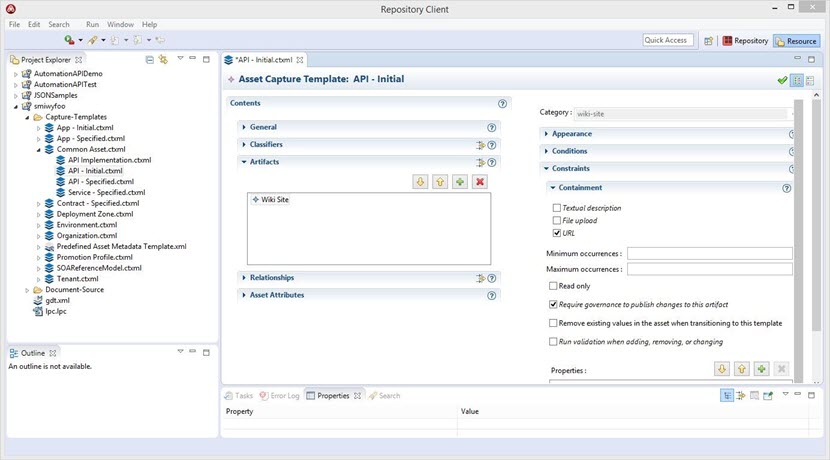 Repository Client
File Edit Search Run Window Help
Quick Access
Repository
Resource
Project Explorer
AutomationAPIDemo
AutomationAPITest
JSONSamples
smiwyfoo
Capture-Templates
App - Initial.ctxml
App - Specified.ctxml
Common Asset.ctxml
API Implementation.ctxml
API - Initial.ctxml
API - Specified.ctxml
Service - Specified.ctxml
Contract - Specified.ctxml
Deployment Zone.ctxml
Environment.ctxml
Organization.ctxml
Predefined Asset Metadata Template.xml
Promotion Profile.ctxml
SOAReferenceModel.ctxml
Tenant.ctxml
Document-Source
gdt.xml
lpc.lpc
Outline
An outline is not available.
*API - Initial.ctxml
Asset Capture Template: API - Initial
Contents
General
Classifiers
Artifacts
Wiki Site
Relationships
Asset Attributes
Category : wiki-site
Appearance
Conditions
Constraints
Containment
Textual description
File upload
URL
Minimum occurrences :
Maximum occurrences :
Read only
Require governance to publish changes to this artifact
Remove existing values in the asset when transitioning to this template
Run validation when adding, removing, or changing
Properties :
Tasks
Error Log
Properties
Search
Property Value